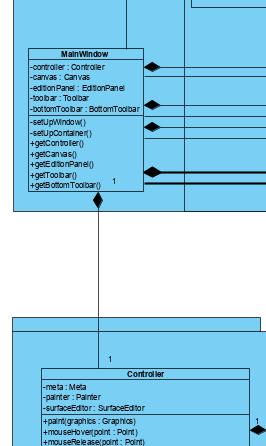 MainWindow
-controller : Controller
-canvas : Canvas
-editionPanel : EditionPanel
-toolbar : Toolbar
-bottomToolbar : BottomToolbar
-setUpWindow()
-setUpContainer()
+getController()
+getCanvas()
+getEditionPanel()
+getToolbar()
+getBottomToolbar()
1
1
Controller
-meta : Meta
-painter : Painter
-surfaceEditor : SurfaceEditor
+paint(graphics : Graphics)
+mouseHover(point : Point)
+mouseRelease(point : Point)
1